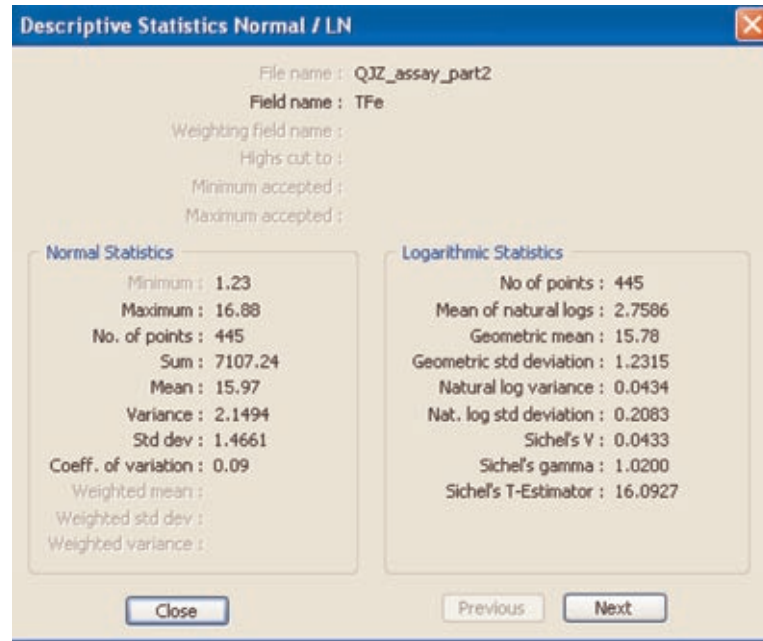 Descriptive Statistics Normal / LN
File name : QJZ_assay_part2
Field name : TFe
Weighting field name :
Highs cut to :
Minimum accepted :
Maximum accepted :
Normal Statistics
Minimum : 1.23
Maximum : 16.88
No. of points : 445
Sum : 7107.24
Mean : 15.97
Variance : 2.1494
Std dev : 1.4661
Coeff. of variation : 0.09
Weighted mean :
Weighted std dev :
Weighted variance :
Logarithmic Statistics
No of points : 445
Mean of natural logs : 2.7586
Geometric mean : 15.78
Geometric std deviation : 1.2315
Natural log variance : 0.0434
Nat. log std deviation : 0.2083
Sichel's V : 0.0433
Sichel's gamma : 1.0200
Sichel's T-Estimator : 16.0927
Close
Previous
Next